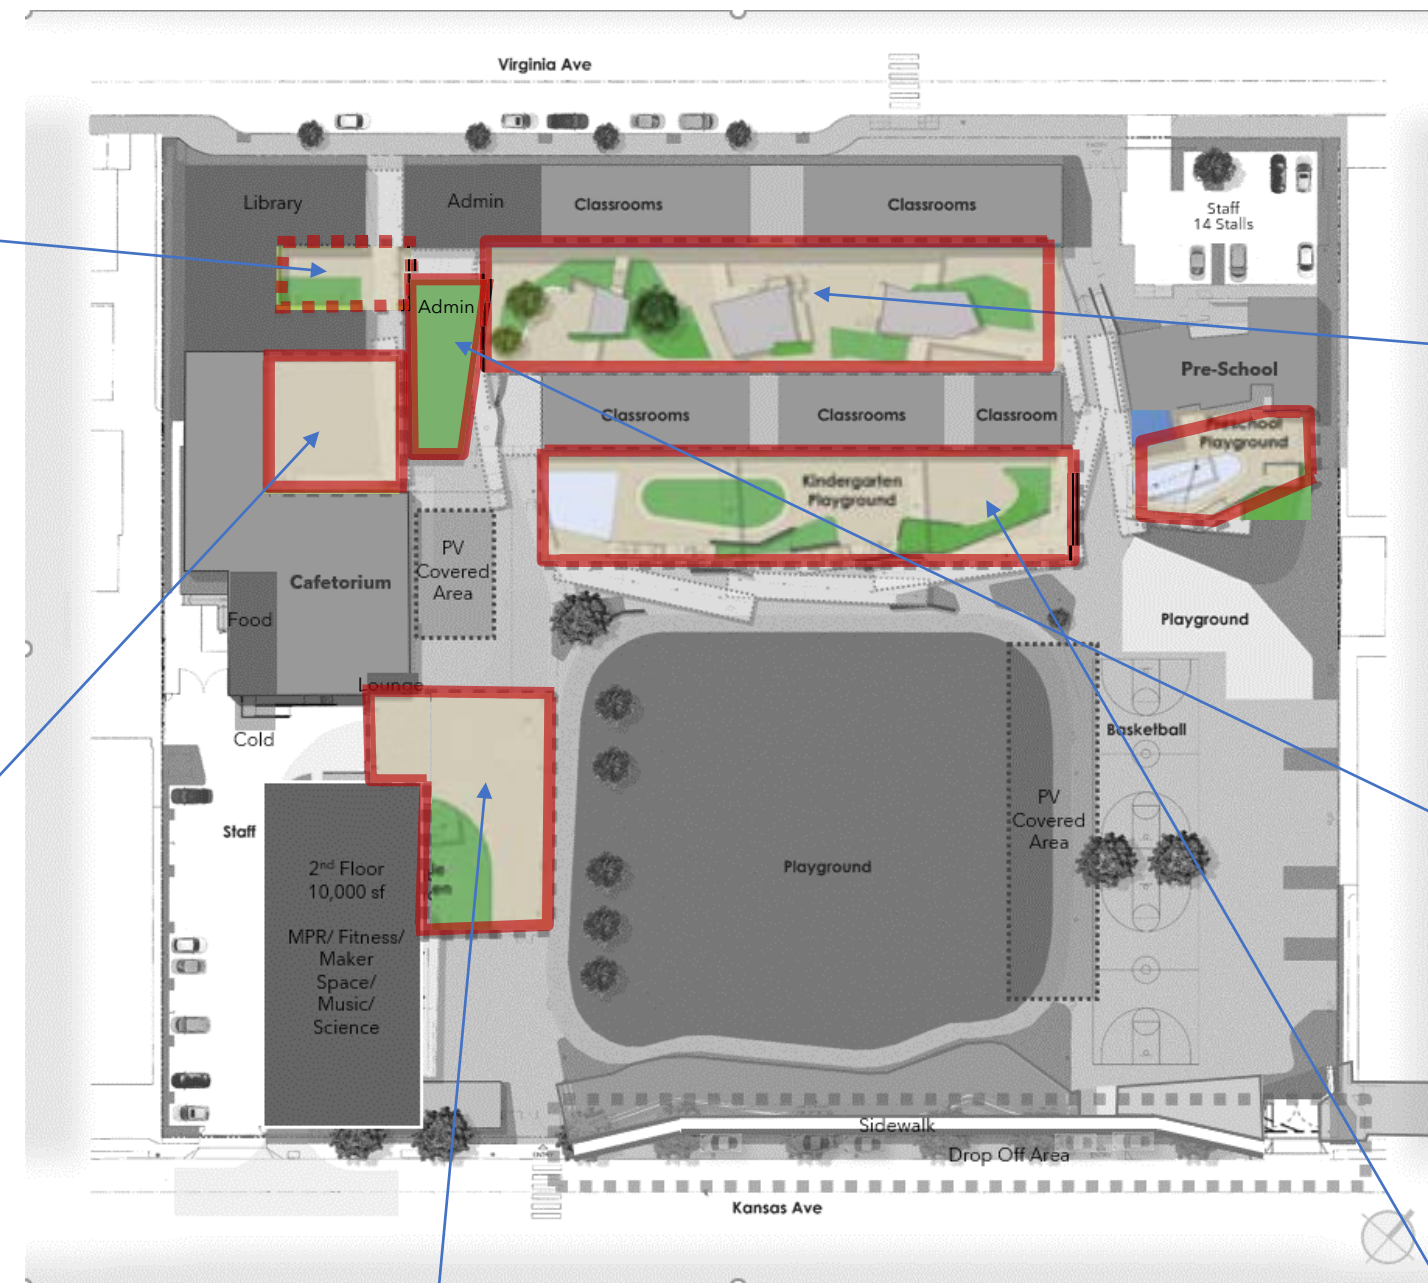 Virginia Ave
Library
Admin
Classrooms
Classrooms
Staff
14 Stalls
Admin
Pre-School
Classrooms
Classrooms
Classroom
Preschool
Playground
Kindergarten
Playground
PV
Covered
Area
Cafetorium
Food
Playground
Lounge
Cold
Basketball
Staff
PV
Covered
Area
2nd Floor
10,000 sf
MPR/ Fitness/
Maker
Space/
Music/
Science
Playground
Sidewalk
Drop Off Area
Kansas Ave